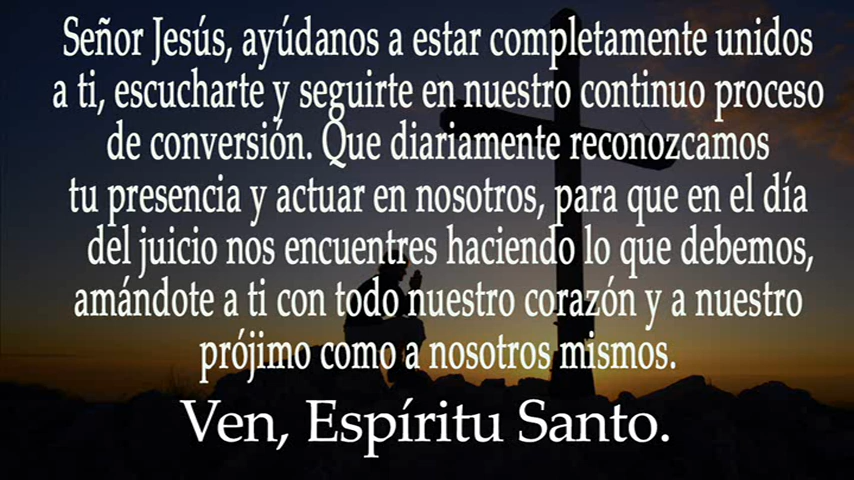 Señor Jesús, ayúdanos a estar completamente unidos
a ti, escucharte y seguirte en nuestro continuo proceso
de conversión. Que diariamente reconozcamos
tu presencia y actuar en nosotros, para que en el día
del juicio nos encuentres haciendo lo que debemos,
amándote a ti con todo nuestro corazón y a nuestro
prójimo como a nosotros mismos.
Ven, Espíritu Santo.